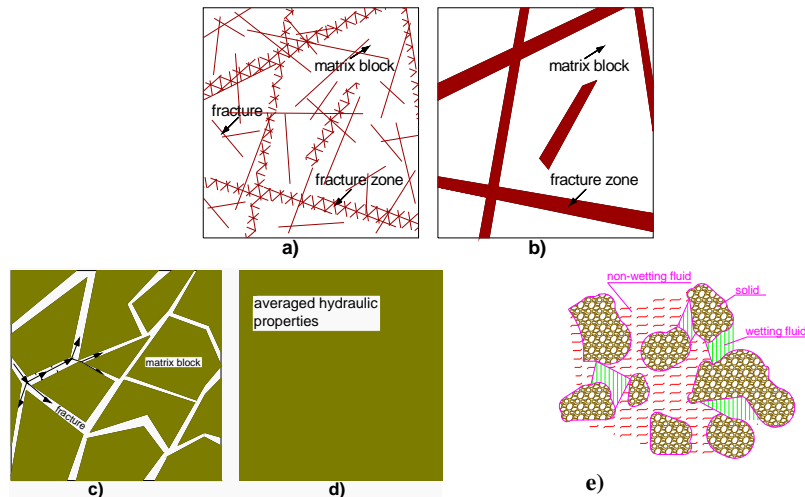 matrix block
fracture
fracture zone
a)
matrix block
fracture zone
b)
matrix block
fracture
c)
averaged hydraulic
properties
d)
non-wetting fluid
solid
wetting fluid
e)